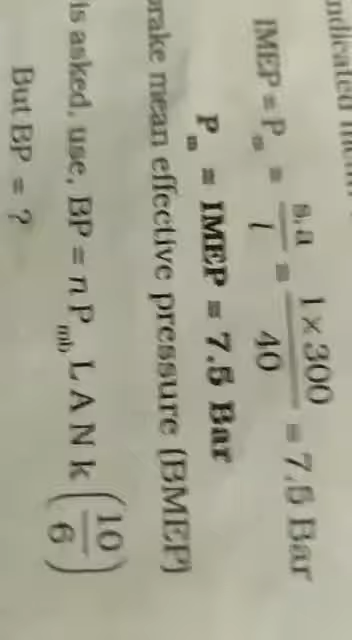 IMEP = P_m = s.a / l = 1 × 300 / 40 = 7.5 Bar
P_m = IMEP = 7.5 Bar
mean effective pressure (BMEP)
is asked, use, BP = n P_mb L A N k (10/6)
But BP = ?